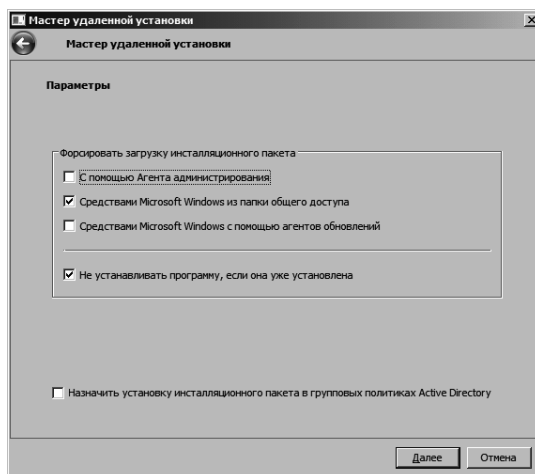 Мастер удаленной установки
Мастер удаленной установки
Параметры
Форсировать загрузку инсталляционного пакета
С помощью Агента администрирования
Средствами Microsoft Windows из папки общего доступа
Средствами Microsoft Windows с помощью агентов обновлений
Не устанавливать программу, если она уже установлена
Назначить установку инсталляционного пакета в групповых политиках Active Directory
Далее Отмена